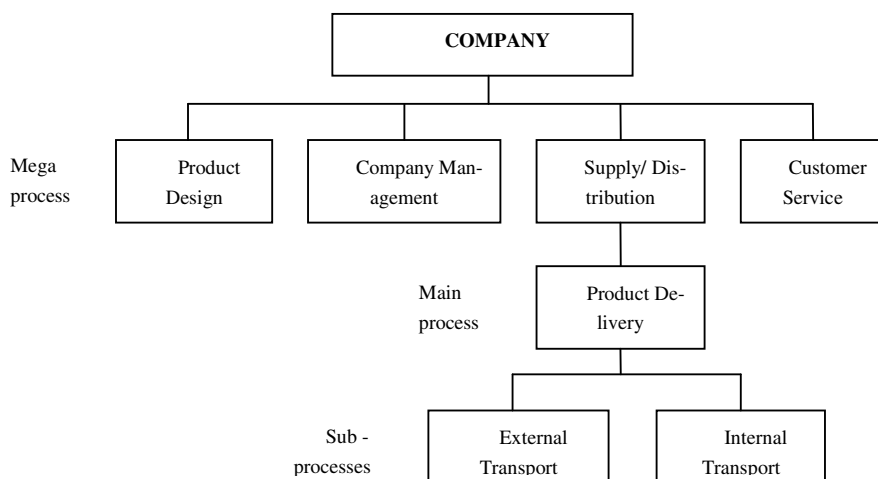 COMPANY
Mega
process
Product
Design
Company Man-
agement
Supply/ Dis-
tribution
Customer
Service
Main
process
Product De-
livery
Sub -
processes
External
Transport
Internal
Transport